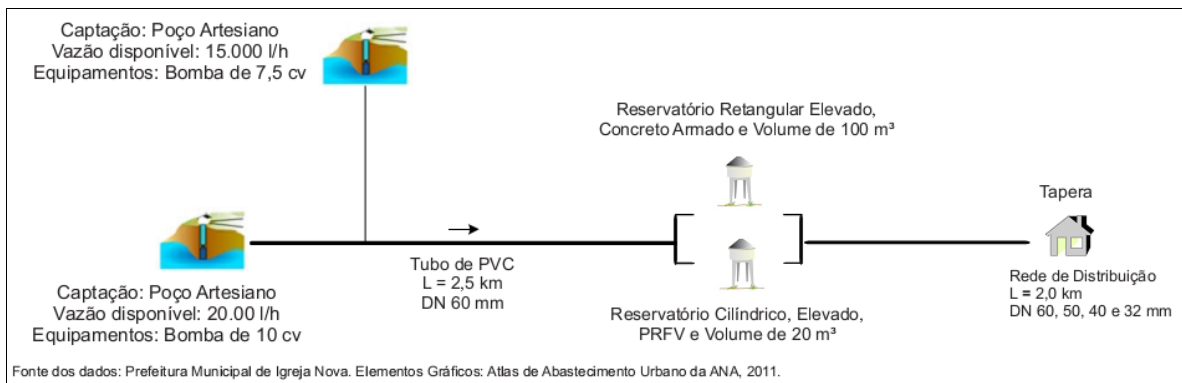 Captação: Poço Artesiano
Vazão disponível: 15.000 l/h
Equipamentos: Bomba de 7,5 cv
Reservatório Retangular Elevado,
Concreto Armado e Volume de 100 m³
Tapera
Tubo de PVC
L = 2,5 km
DN 60 mm
Rede de Distribuição
L = 2,0 km
DN 60, 50, 40 e 32 mm
Captação: Poço Artesiano
Vazão disponível: 20.00 l/h
Equipamentos: Bomba de 10 cv
Reservatório Cilíndrico, Elevado,
PRFV e Volume de 20 m³
Fonte dos dados: Prefeitura Municipal de Igreja Nova. Elementos Gráficos: Atlas de Abastecimento Urbano da ANA, 2011.